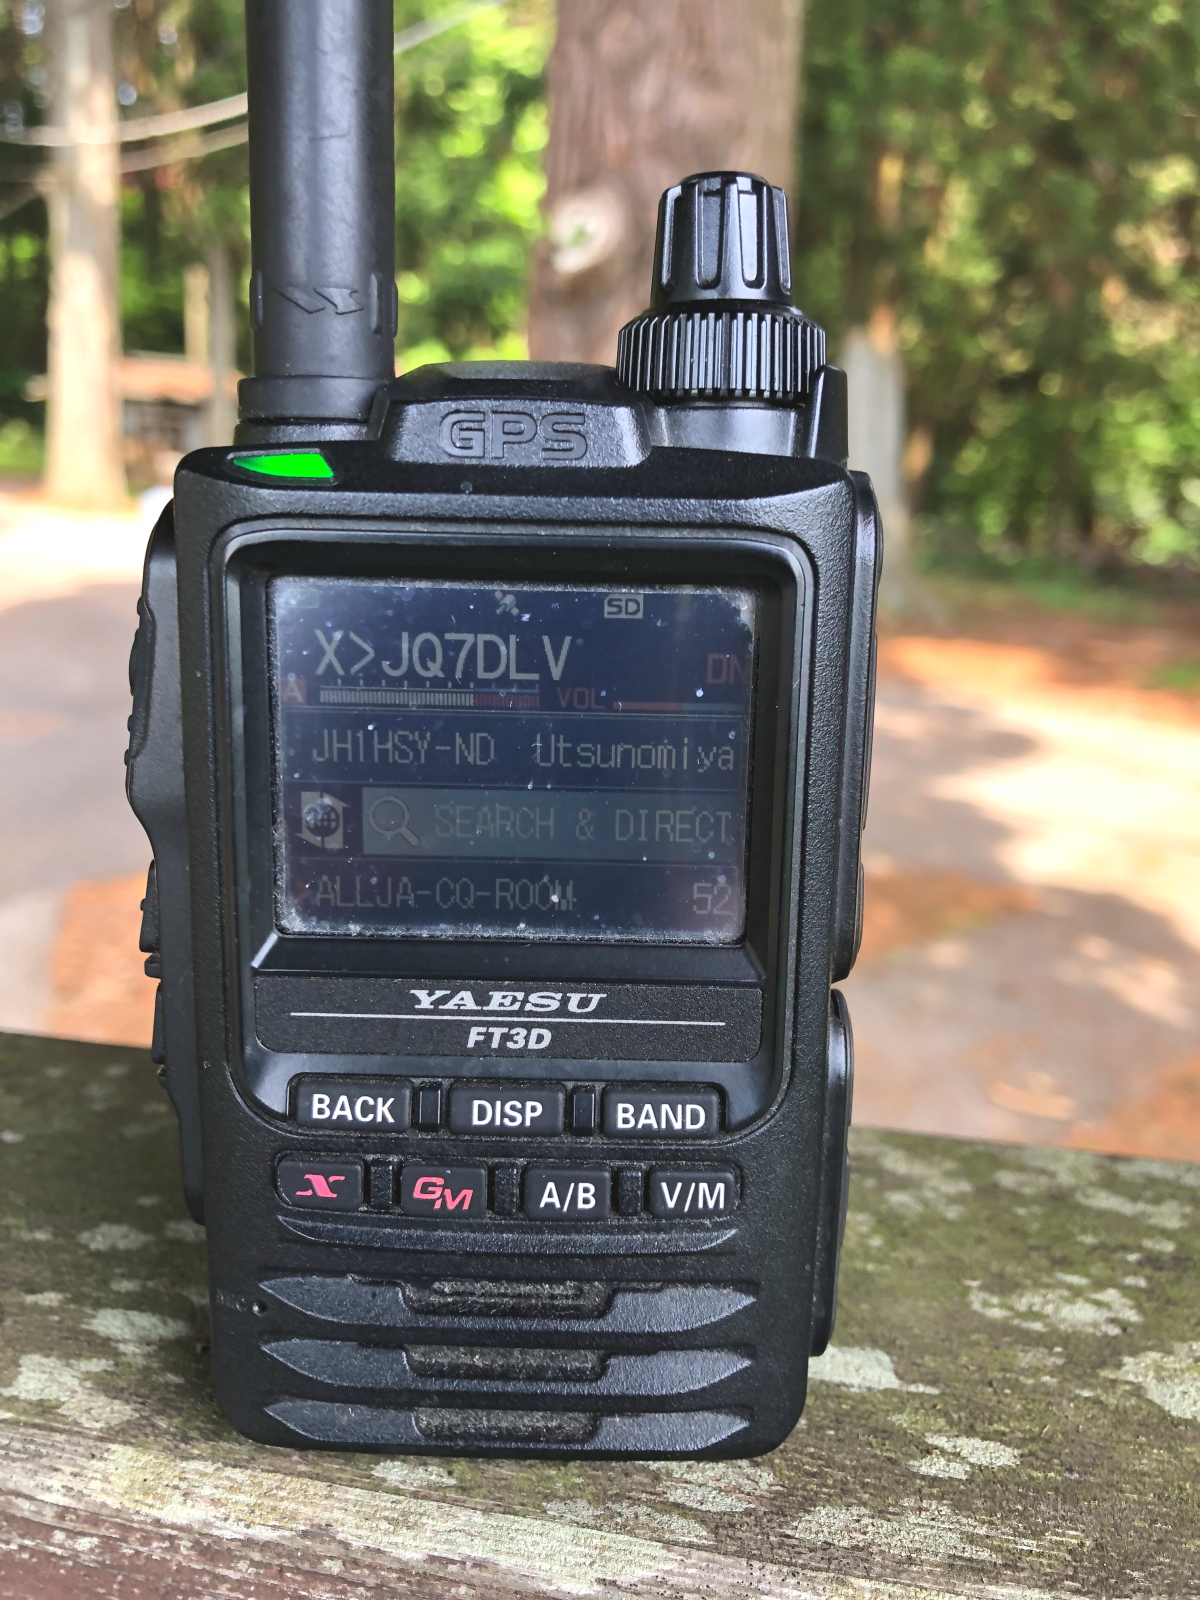 GPS
SD
X>JQ7DLV DN
A VOL
JH1HSY-ND Utsunomiya
SEARCH & DIRECT
ALLJA-CQ-ROOM 52
YAESU
FT3D
BACK DISP BAND
X GM A/B V/M